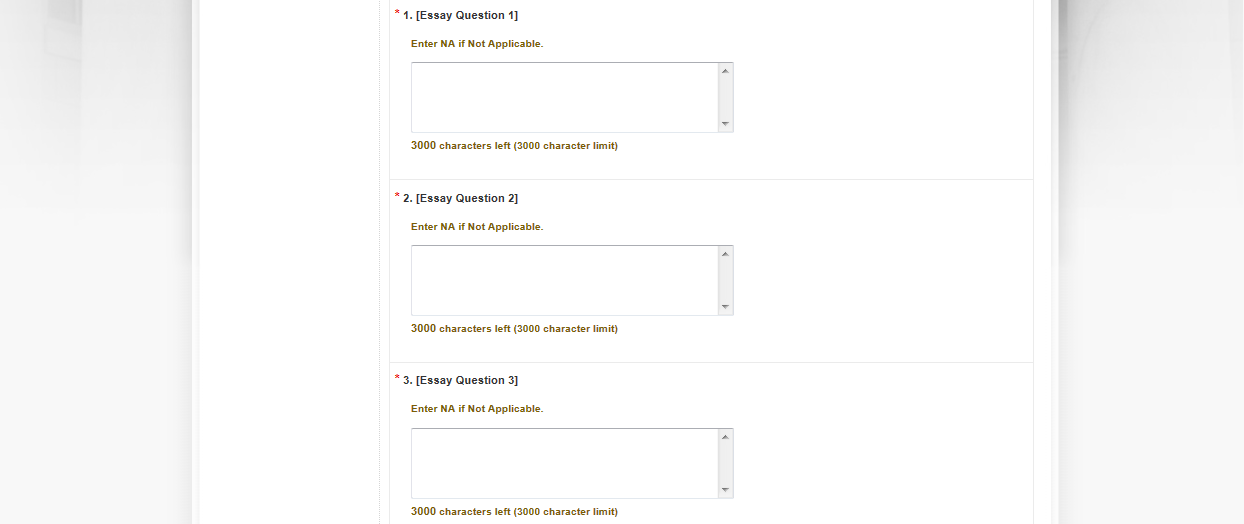 * 1. [Essay Question 1]
Enter NA if Not Applicable.
3000 characters left (3000 character limit)
* 2. [Essay Question 2]
Enter NA if Not Applicable.
3000 characters left (3000 character limit)
* 3. [Essay Question 3]
Enter NA if Not Applicable.
3000 characters left (3000 character limit)